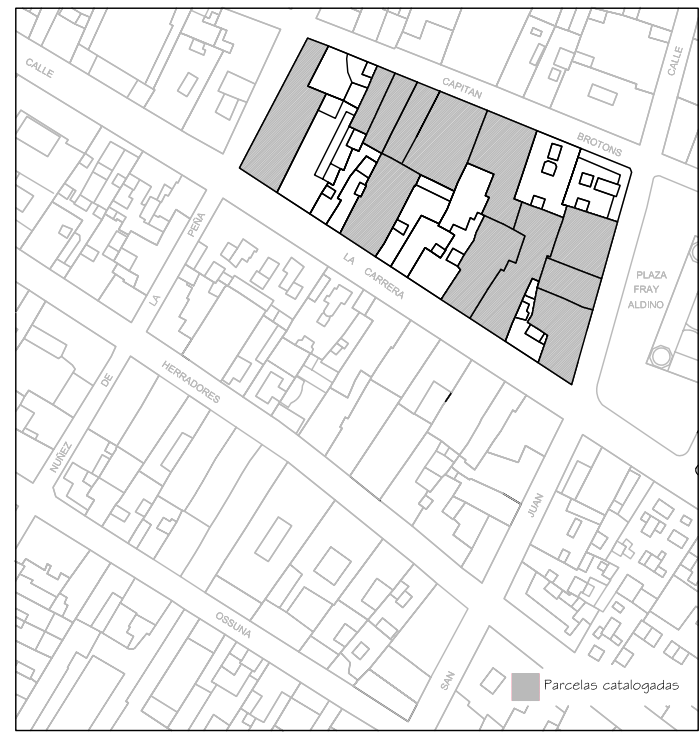 CALLE
CALLE
CAPITAN
BROTONS
PEÑA
LA
LA CARRERA
PLAZA
FRAY
ALDINO
HERRADORES
DE
NUÑEZ
JUAN
OSSUNA
SAN
Parcelas catalogadas